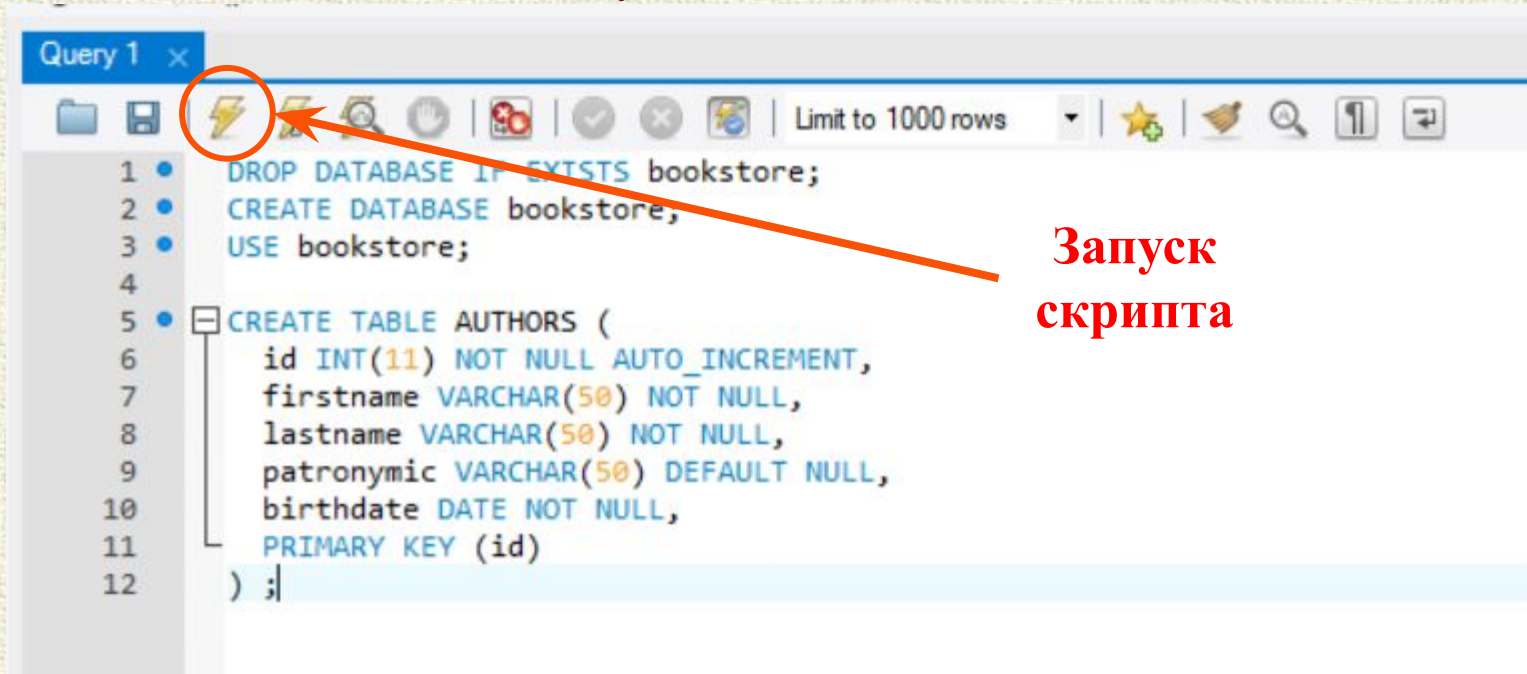 Query 1
Limit to 1000 rows
1 DROP DATABASE IF EXISTS bookstore;
2 CREATE DATABASE bookstore;
3 USE bookstore;
4
5 CREATE TABLE AUTHORS (
6 id INT(11) NOT NULL AUTO_INCREMENT,
7 firstname VARCHAR(50) NOT NULL,
8 lastname VARCHAR(50) NOT NULL,
9 patronymic VARCHAR(50) DEFAULT NULL,
10 birthdate DATE NOT NULL,
11 PRIMARY KEY (id)
12 ) ;
Запуск
скрипта